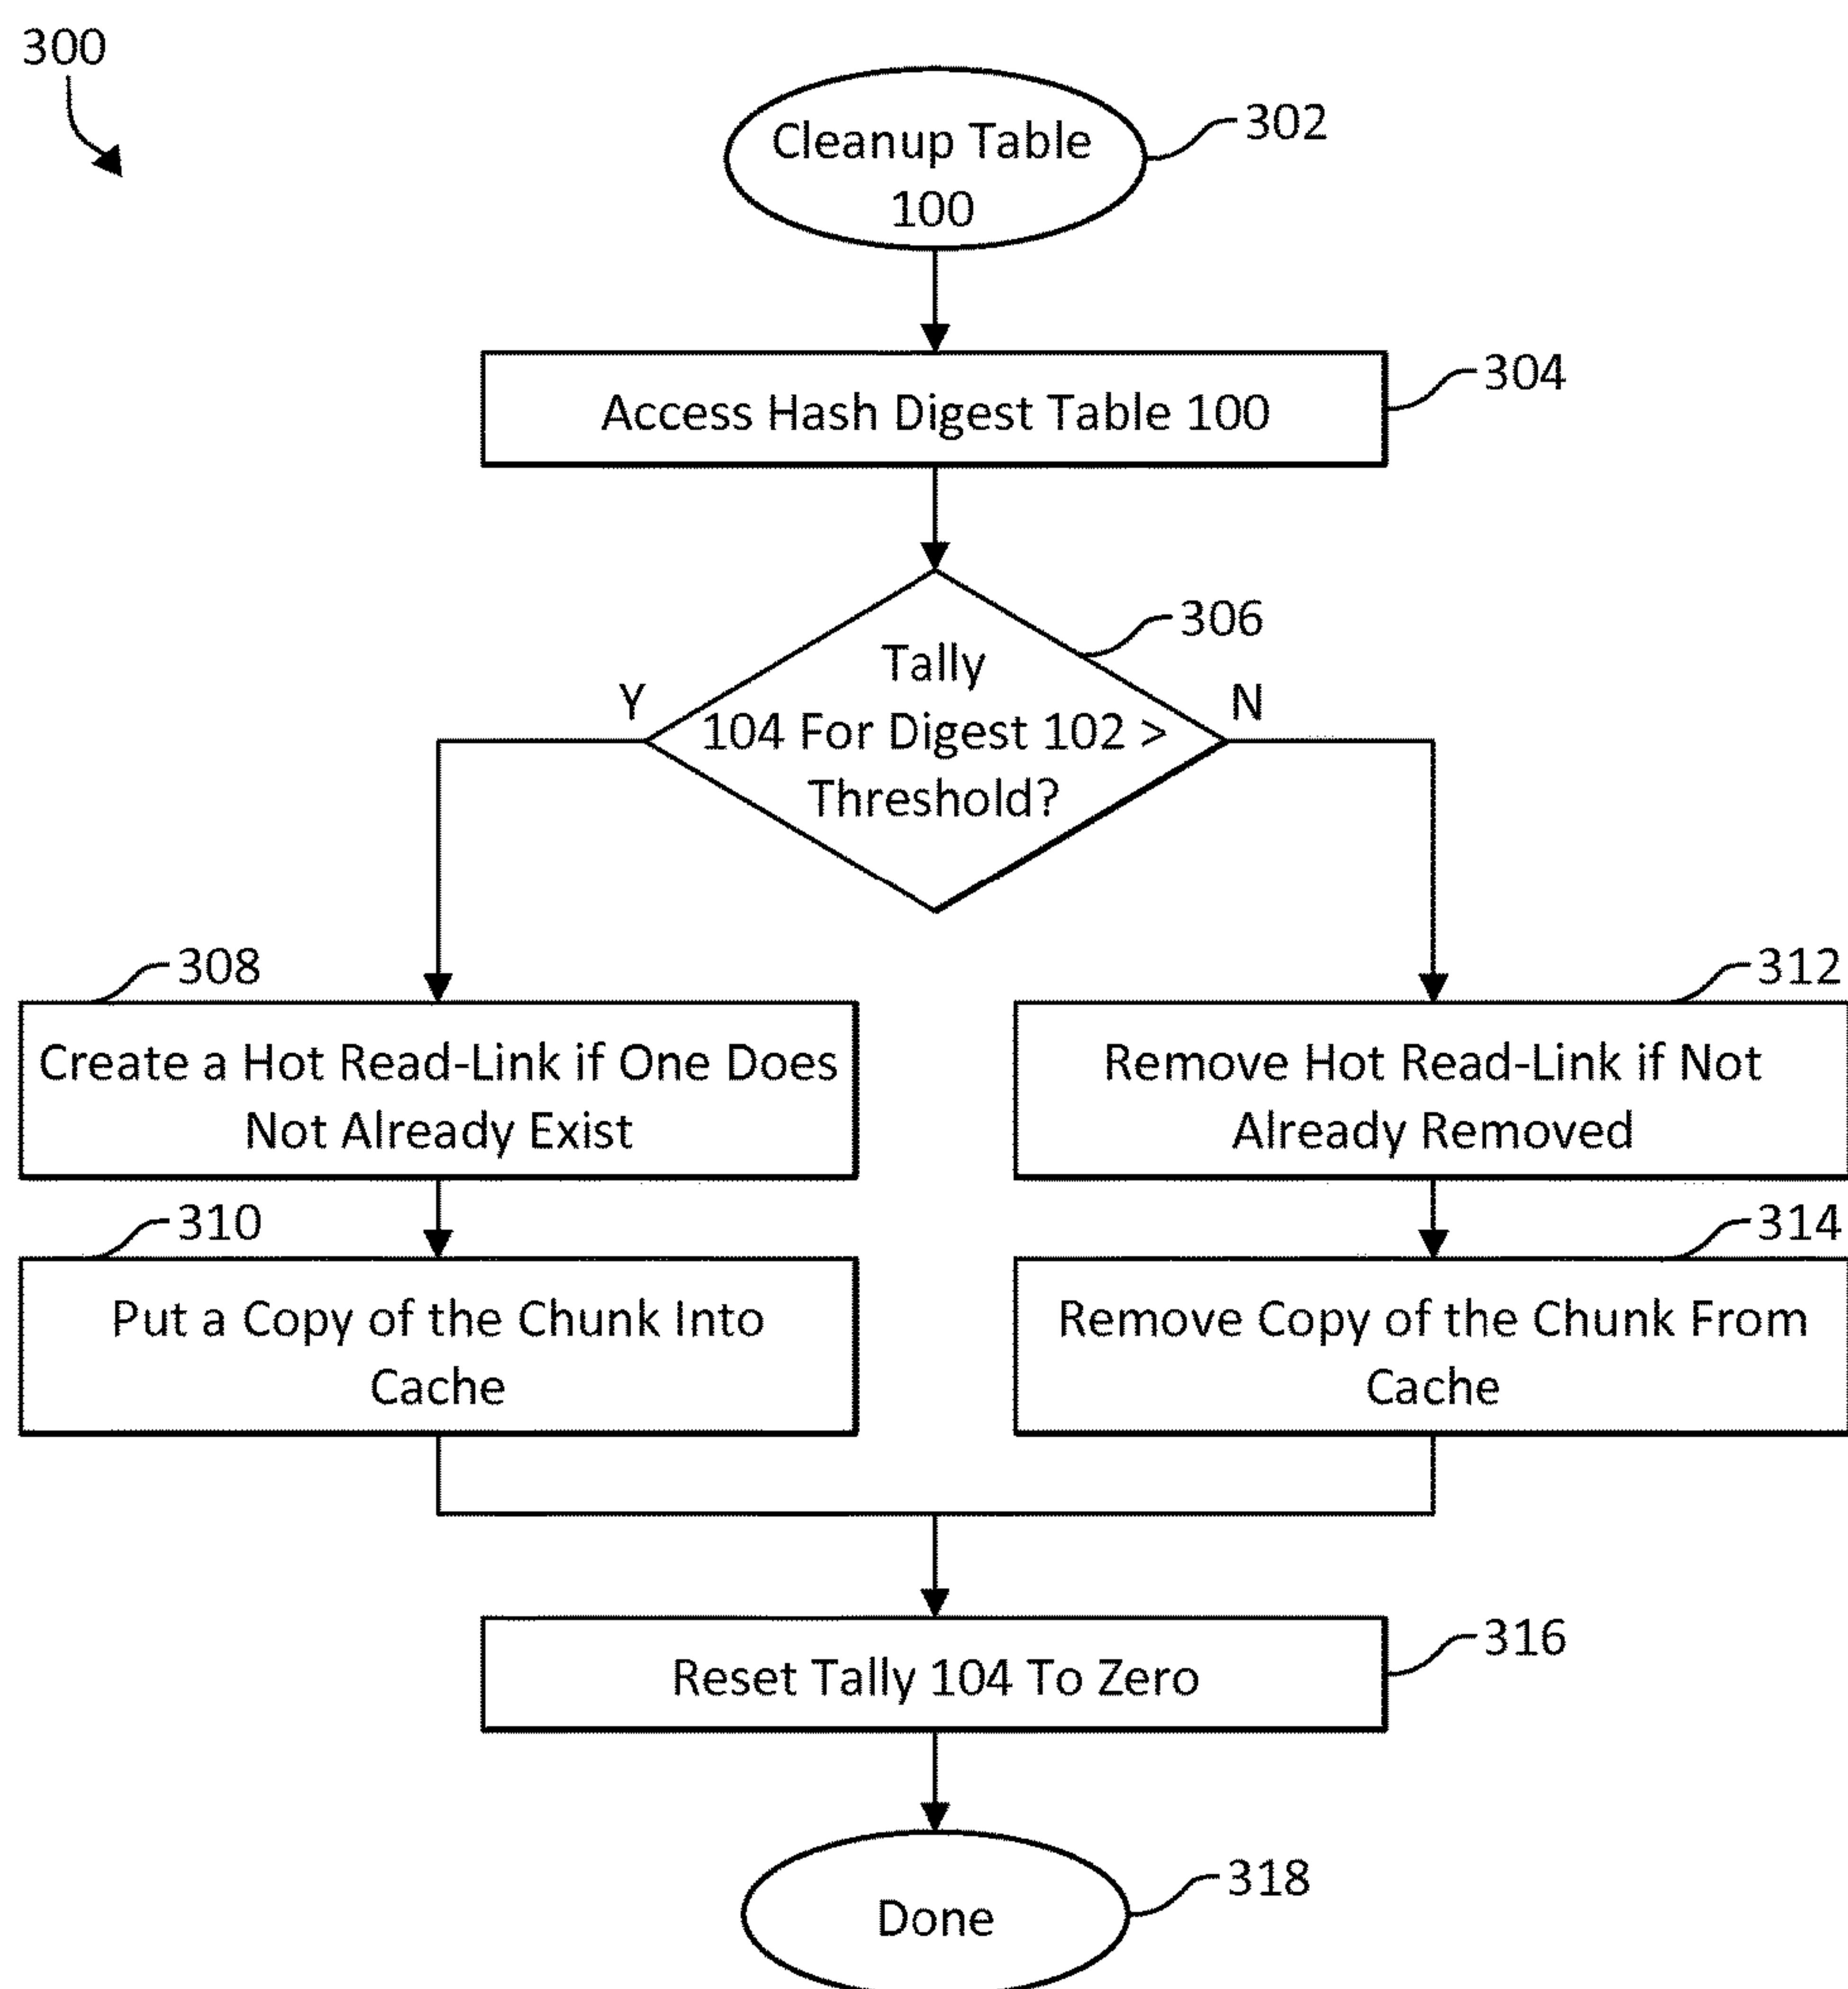 300
Cleanup Table
100
302
Access Hash Digest Table 100
304
306
Tally
104 For Digest 102 >
Threshold?
Y
N
308
Create a Hot Read-Link if One Does
Not Already Exist
312
Remove Hot Read-Link if Not
Already Removed
310
Put a Copy of the Chunk Into
Cache
314
Remove Copy of the Chunk From
Cache
Reset Tally 104 To Zero
316
Done
318